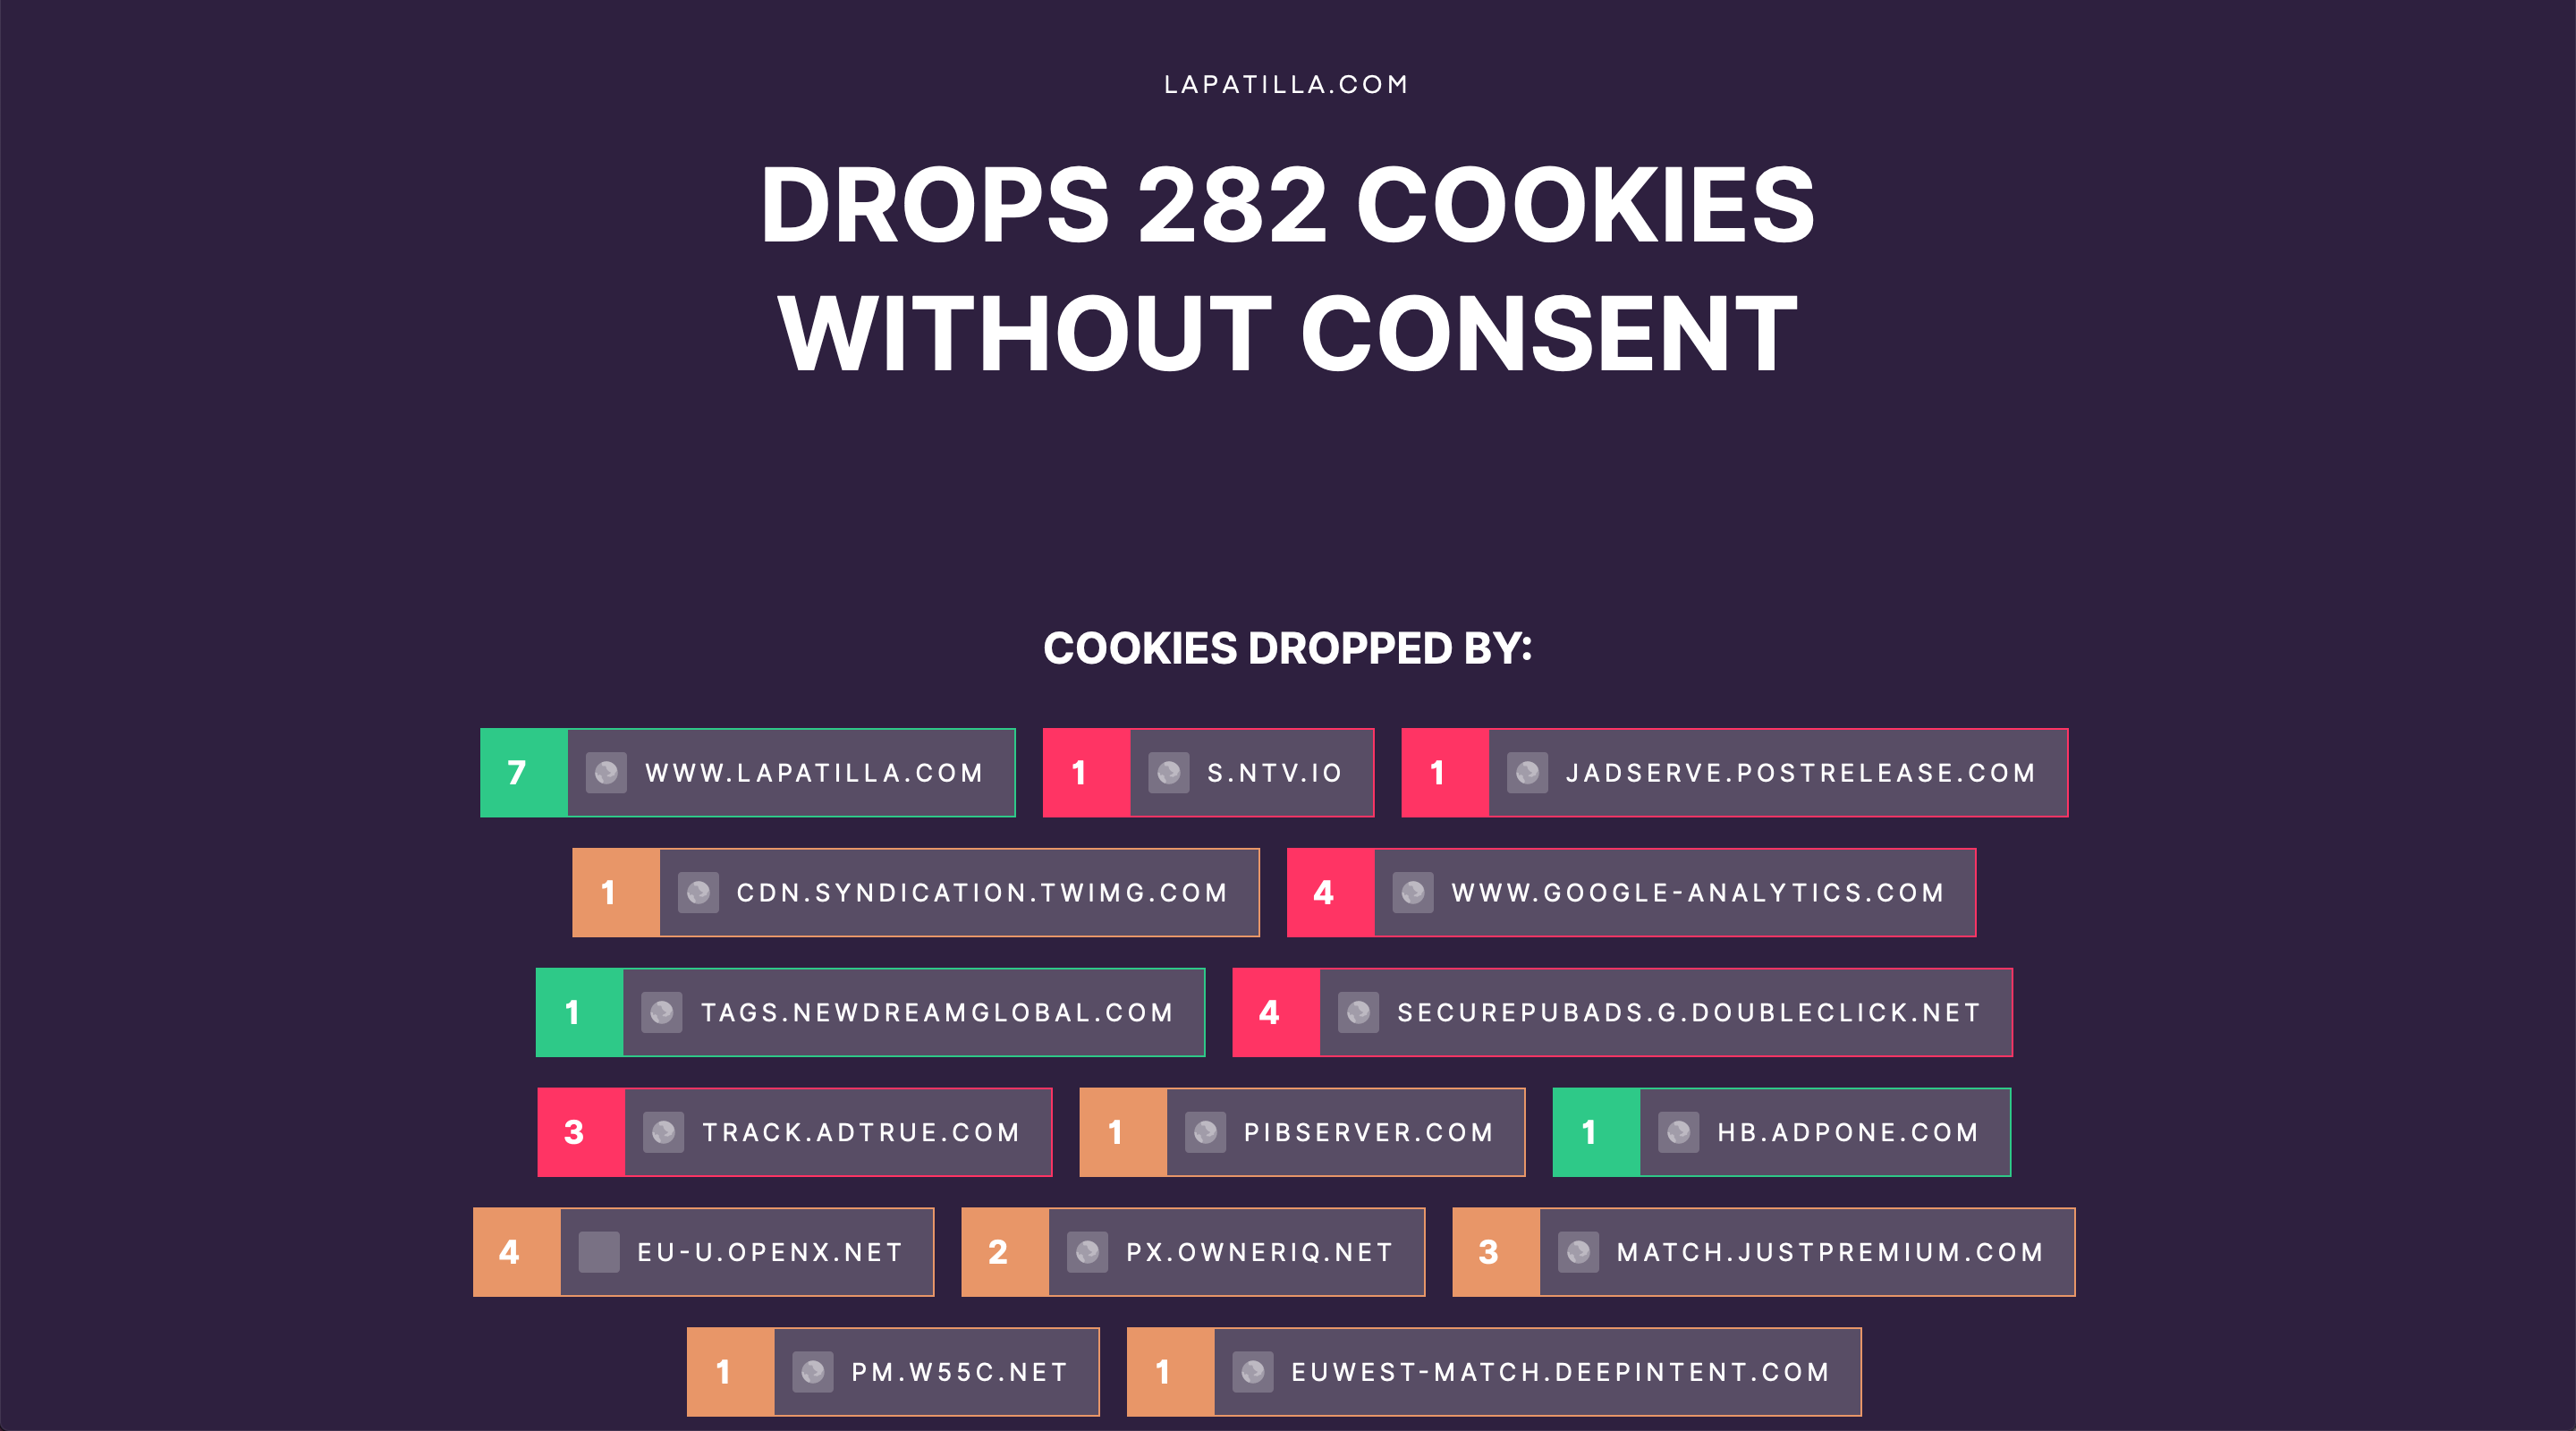 LAPATILLA.COM
DROPS 282 COOKIES
WITHOUT CONSENT
COOKIES DROPPED BY:
7 WWW.LAPATILLA.COM 1 S.NTV.IO 1 JADSERVE.POSTRELEASE.COM
1 CDN.SYNDICATION.TWIMG.COM 4 WWW.GOOGLE-ANALYTICS.COM
1 TAGS.NEWDREAMGLOBAL.COM 4 SECUREPUBADS.G.DOUBLECLICK.NET
3 TRACK.ADTRUE.COM 1 PIBSERVER.COM 1 HB.ADPONE.COM
4 EU-U.OPENX.NET 2 PX.OWNERIQ.NET 3 MATCH.JUSTPREMIUM.COM
1 PM.W55C.NET 1 EUWEST-MATCH.DEEPINTENT.COM